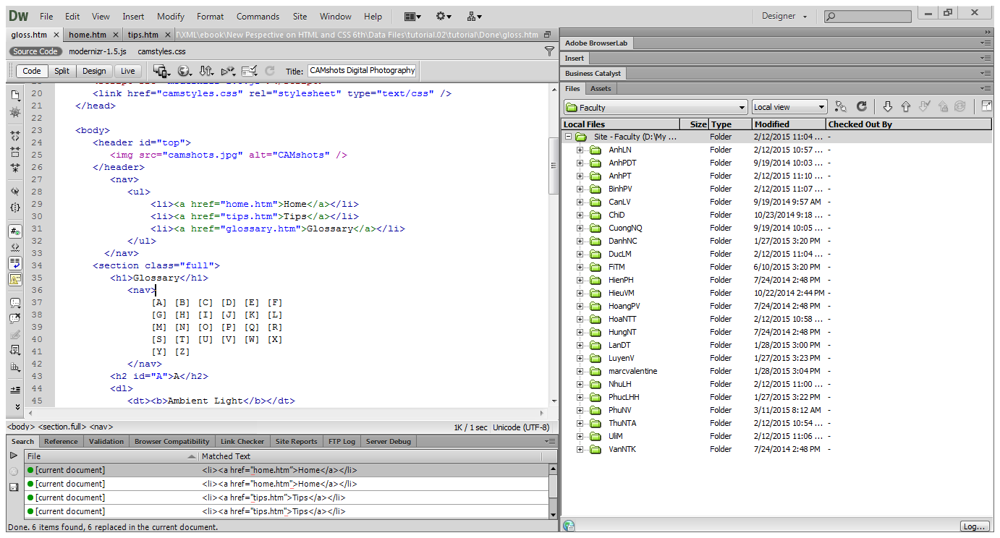 Dw File Edit View Insert Modify Format Commands Site Window Help Designer
gloss.htm × home.htm × tips.htm × \XML\ebook\New Pespective on HTML and CSS 6th\Data Files\tutorial.02\tutorial\Done\gloss.htm
Source Code modernizr-1.5.js camstyles.css
Code Split Design Live Title: CAMshots Digital Photography
20 <link href="camstyles.css" rel="stylesheet" type="text/css" />
21 </head>
22
23 <body>
24 <header id="top">
25 <img src="camshots.jpg" alt="CAMshots" />
26 </header>
27 <nav>
28 <ul>
29 <li><a href="home.htm">Home</a></li>
30 <li><a href="tips.htm">Tips</a></li>
31 <li><a href="glossary.htm">Glossary</a></li>
32 </ul>
33 </nav>
34 <section class="full">
35 <h1>Glossary</h1>
36 <nav>
37 [A] [B] [C] [D] [E] [F]
38 [G] [H] [I] [J] [K] [L]
39 [M] [N] [O] [P] [Q] [R]
40 [S] [T] [U] [V] [W] [X]
41 [Y] [Z]
42 </nav>
43 <h2 id="A">A</h2>
44 <dl>
45 <dt><b>Ambient Light</b></dt>
<body> <section.full> <nav> 1K / 1 sec Unicode (UTF-8)
Search Reference Validation Browser Compatibility Link Checker Site Reports FTP Log Server Debug
File Matched Text
[current document] <li><a href="home.htm">Home</a></li>
[current document] <li><a href="home.htm">Home</a></li>
[current document] <li><a href="tips.htm">Tips</a></li>
[current document] <li><a href="tips.htm">Tips</a></li>
Done. 6 items found, 6 replaced in the current document.
Adobe BrowserLab
Insert
Business Catalyst
Files Assets
Faculty Local view
Local Files Size Type Modified Checked Out By
Site - Faculty (D:\My ... Folder 2/12/2015 11:04 ... -
AnhLN Folder 2/12/2015 10:57 ... -
AnhPDT Folder 9/19/2014 10:03 ... -
AnhPT Folder 2/12/2015 11:10 ... -
BinhPV Folder 2/12/2015 11:07 ... -
CanLV Folder 9/19/2014 9:57 AM -
ChiD Folder 10/23/2014 9:18 ... -
CuongNQ Folder 9/19/2014 10:05 ... -
DanhNC Folder 1/27/2015 3:20 PM -
DucLM Folder 2/12/2015 11:04 ... -
FiTM Folder 6/10/2015 3:20 PM -
HienPH Folder 7/24/2014 2:48 PM -
HieuVM Folder 10/22/2014 2:44 PM -
HoangPV Folder 7/24/2014 2:48 PM -
HoaNTT Folder 2/12/2015 10:58 ... -
HungNT Folder 7/24/2014 2:48 PM -
LanDT Folder 1/28/2015 3:00 PM -
LuyenV Folder 1/27/2015 3:23 PM -
marcvalentine Folder 1/28/2015 3:04 PM -
NhuLH Folder 2/12/2015 11:00 ... -
PhucLHH Folder 1/27/2015 3:22 PM -
PhuNV Folder 3/11/2015 8:12 AM -
ThuNTA Folder 2/12/2015 10:54 ... -
UliM Folder 2/12/2015 11:06 ... -
VanNTK Folder 7/24/2014 2:48 PM -
Log...